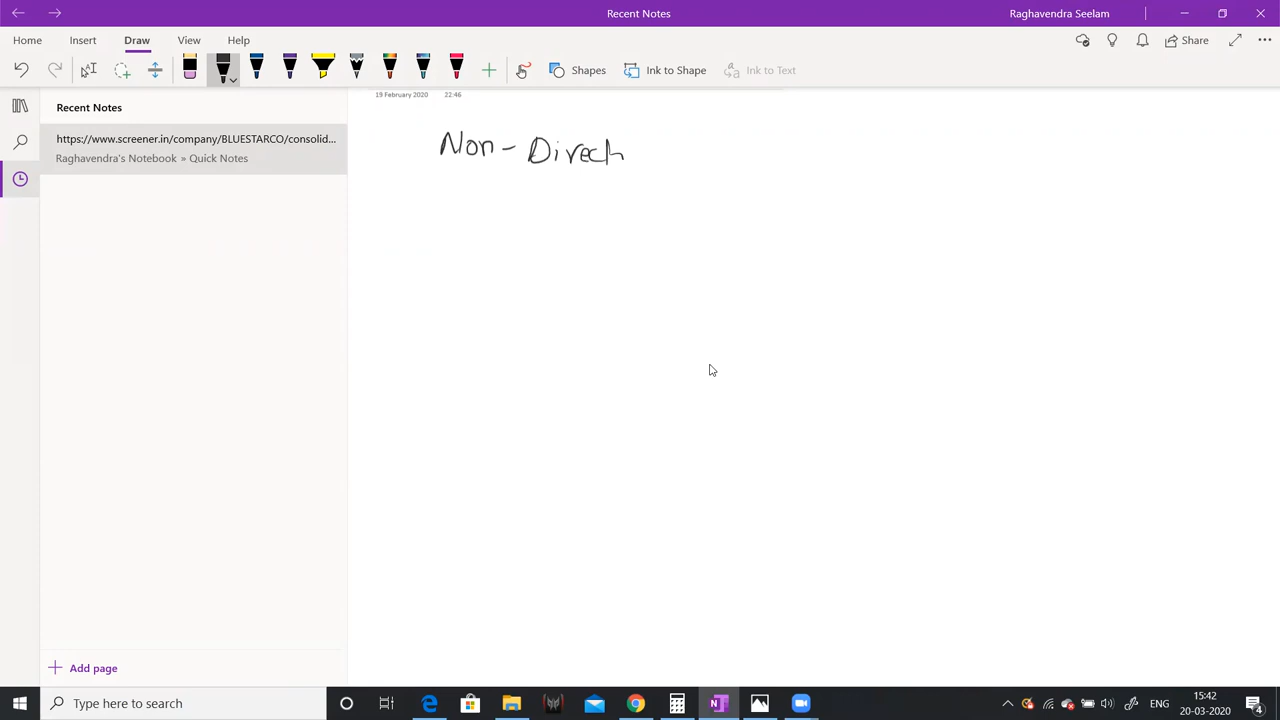 Recent Notes
Raghavendra Seelam
Home Insert Draw View Help
Share
Shapes Ink to Shape Ink to Text
Recent Notes
19 February 2020 22:46
https://www.screener.in/company/BLUESTARCO/consolid...
Raghavendra's Notebook » Quick Notes
Non - Direch
Add page
Type here to search
ENG
15:42
20-03-2020
4